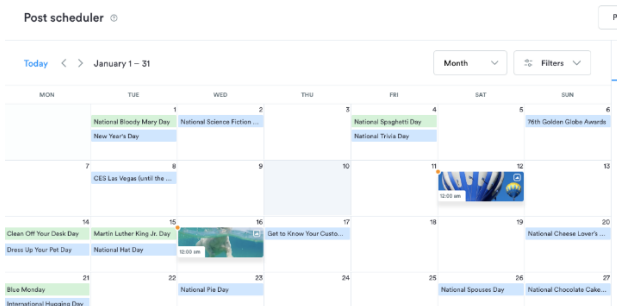 Post scheduler
P
Today
January 1 – 31
Month
Filters
MON TUE WED THU FRI SAT SUN
1 2 3 4 5 6
National Bloody Mary Day National Science Fiction ... National Spaghetti Day 76th Golden Globe Awards
New Year's Day National Trivia Day
7 8 9 10 11 12 13
CES Las Vegas (until the ...
12:00 am
14 15 16 17 18 19 20
Clean Off Your Desk Day Martin Luther King Jr. Day Get to Know Your Custo... National Cheese Lover's ...
Dress Up Your Pet Day National Hat Day
12:00 am
21 22 23 24 25 26 27
Blue Monday National Pie Day National Spouses Day National Chocolate Cake...
International Hugging Day